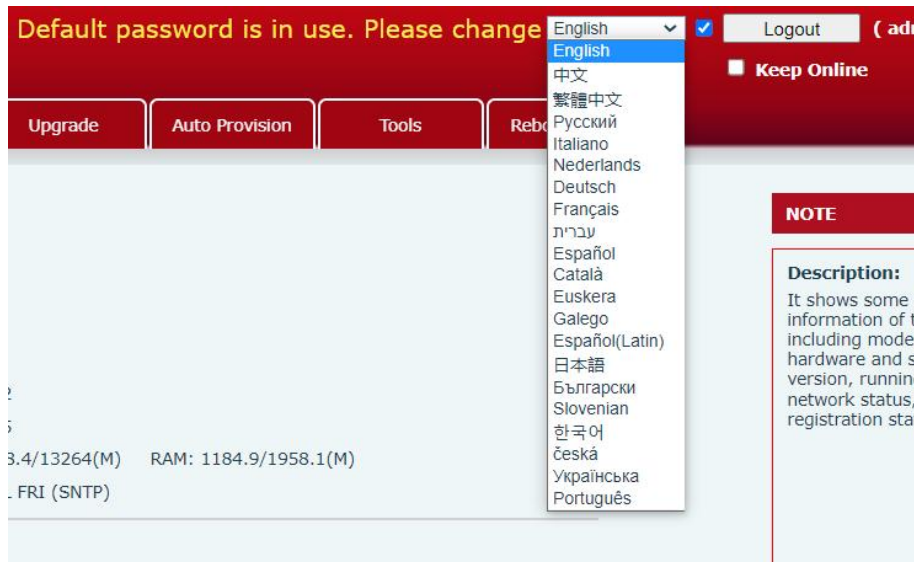 Default password is in use. Please change
English
Logout
( adm
Keep Online
Upgrade
Auto Provision
Tools
Rebo
English
中文
繁體中文
Русский
Italiano
Nederlands
Deutsch
Français
עברית
Español
Català
Euskera
Galego
Español(Latin)
日本語
Български
Slovenian
한국어
česká
Українська
Português
3.4/13264(M) RAM: 1184.9/1958.1(M)
FRI (SNTP)
NOTE
Description:
It shows some
information of t
including mode
hardware and s
version, runnin
network status,
registration sta